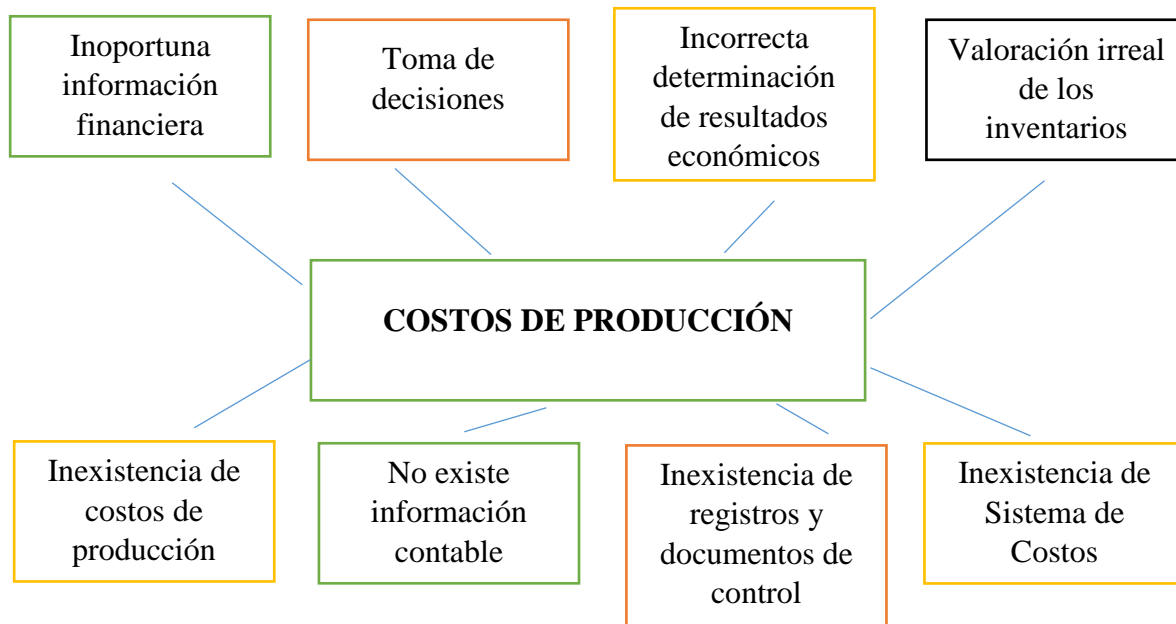 Inoportuna
información
financiera
Toma de
decisiones
Incorrecta
determinación
de resultados
económicos
Valoración irreal
de los
inventarios
COSTOS DE PRODUCCIÓN
Inexistencia de
costos de
producción
No existe
información
contable
Inexistencia de
registros y
documentos de
control
Inexistencia de
Sistema de
Costos